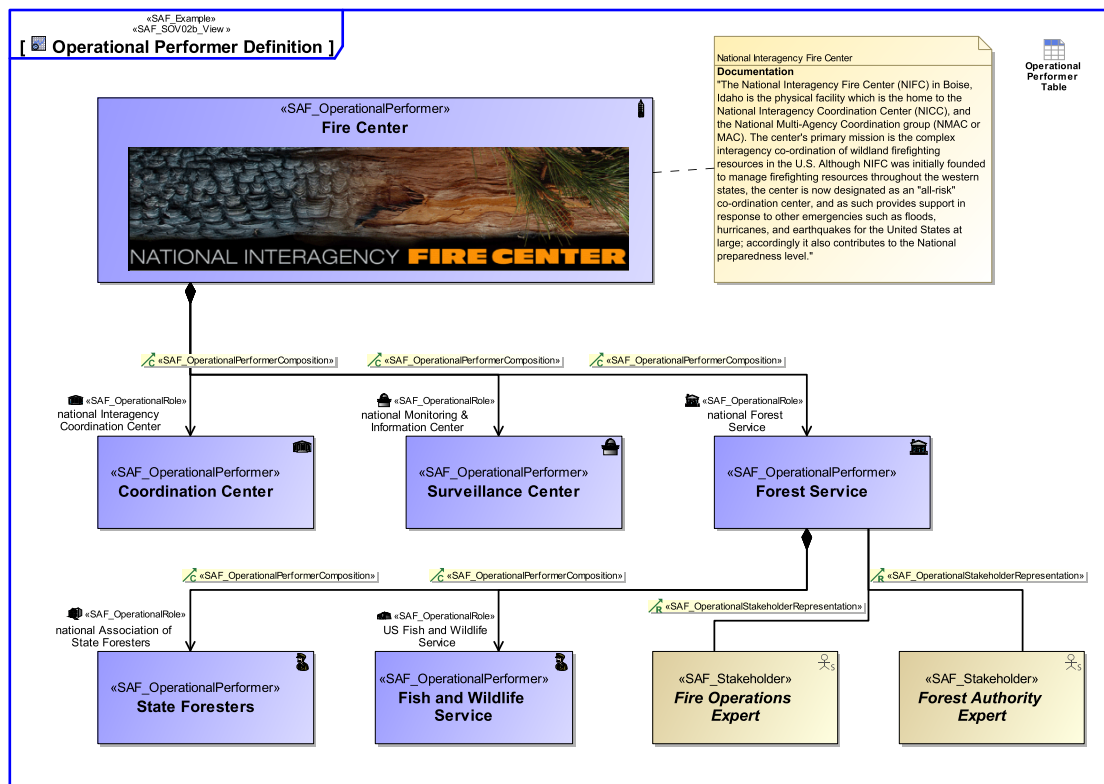 «SAF_Example»
«SAF_SOV02b_View »
[ Operational Performer Definition ]
National Interagency Fire Center
Documentation
"The National Interagency Fire Center (NIFC) in Boise,
Idaho is the physical facility which is the home to the
National Interagency Coordination Center (NICC), and
the National Multi-Agency Coordination group (NMAC or
MAC). The center's primary mission is the complex
interagency co-ordination of wildland firefighting
resources in the U.S. Although NIFC was initially founded
to manage firefighting resources throughout the western
states, the center is now designated as an "all-risk"
co-ordination center, and as such provides support in
response to other emergencies such as floods,
hurricanes, and earthquakes for the United States at
large; accordingly it also contributes to the National
preparedness level."
Operational
Performer
Table
«SAF_OperationalPerformer»
Fire Center
NATIONAL INTERAGENCY FIRE CENTER
C «SAF_OperationalPerformerComposition»
C «SAF_OperationalPerformerComposition»
C «SAF_OperationalPerformerComposition»
«SAF_OperationalRole»
national Interagency
Coordination Center
«SAF_OperationalRole»
national Monitoring &
Information Center
«SAF_OperationalRole»
national Forest
Service
«SAF_OperationalPerformer»
Coordination Center
«SAF_OperationalPerformer»
Surveillance Center
«SAF_OperationalPerformer»
Forest Service
C «SAF_OperationalPerformerComposition»
C «SAF_OperationalPerformerComposition»
R «SAF_OperationalStakeholderRepresentation»
R «SAF_OperationalStakeholderRepresentation»
«SAF_OperationalRole»
national Association of
State Foresters
«SAF_OperationalRole»
US Fish and Wildlife
Service
«SAF_OperationalPerformer»
State Foresters
«SAF_OperationalPerformer»
Fish and Wildlife
Service
S
«SAF_Stakeholder»
Fire Operations
Expert
S
«SAF_Stakeholder»
Forest Authority
Expert